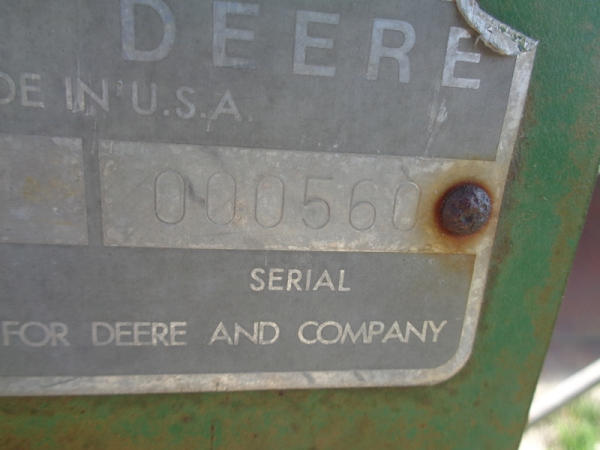 DEERE
DE IN U.S.A.
000560
SERIAL
FOR DEERE AND COMPANY